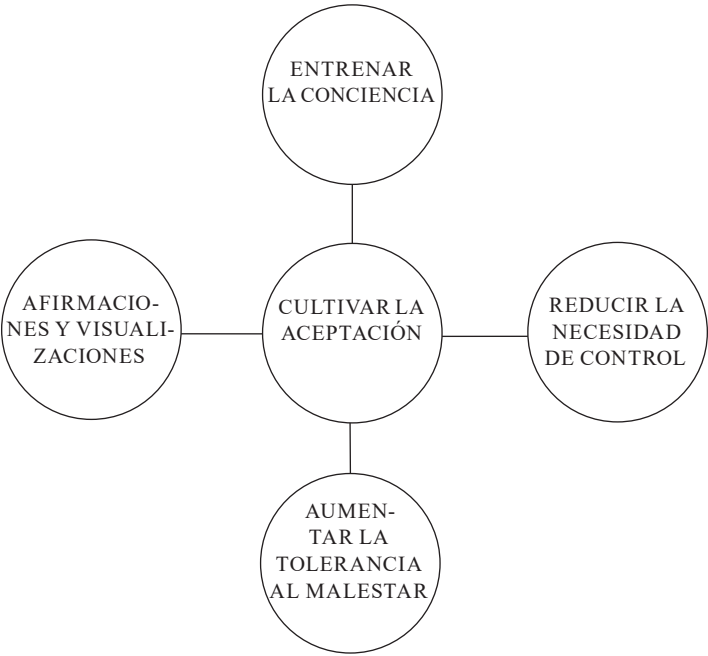 ENTRENAR
LA CONCIENCIA
AFIRMACIO-
NES Y VISUALI-
ZACIONES
CULTIVAR LA
ACEPTACIÓN
REDUCIR LA
NECESIDAD
DE CONTROL
AUMEN-
TAR LA
TOLERANCIA
AL MALESTAR